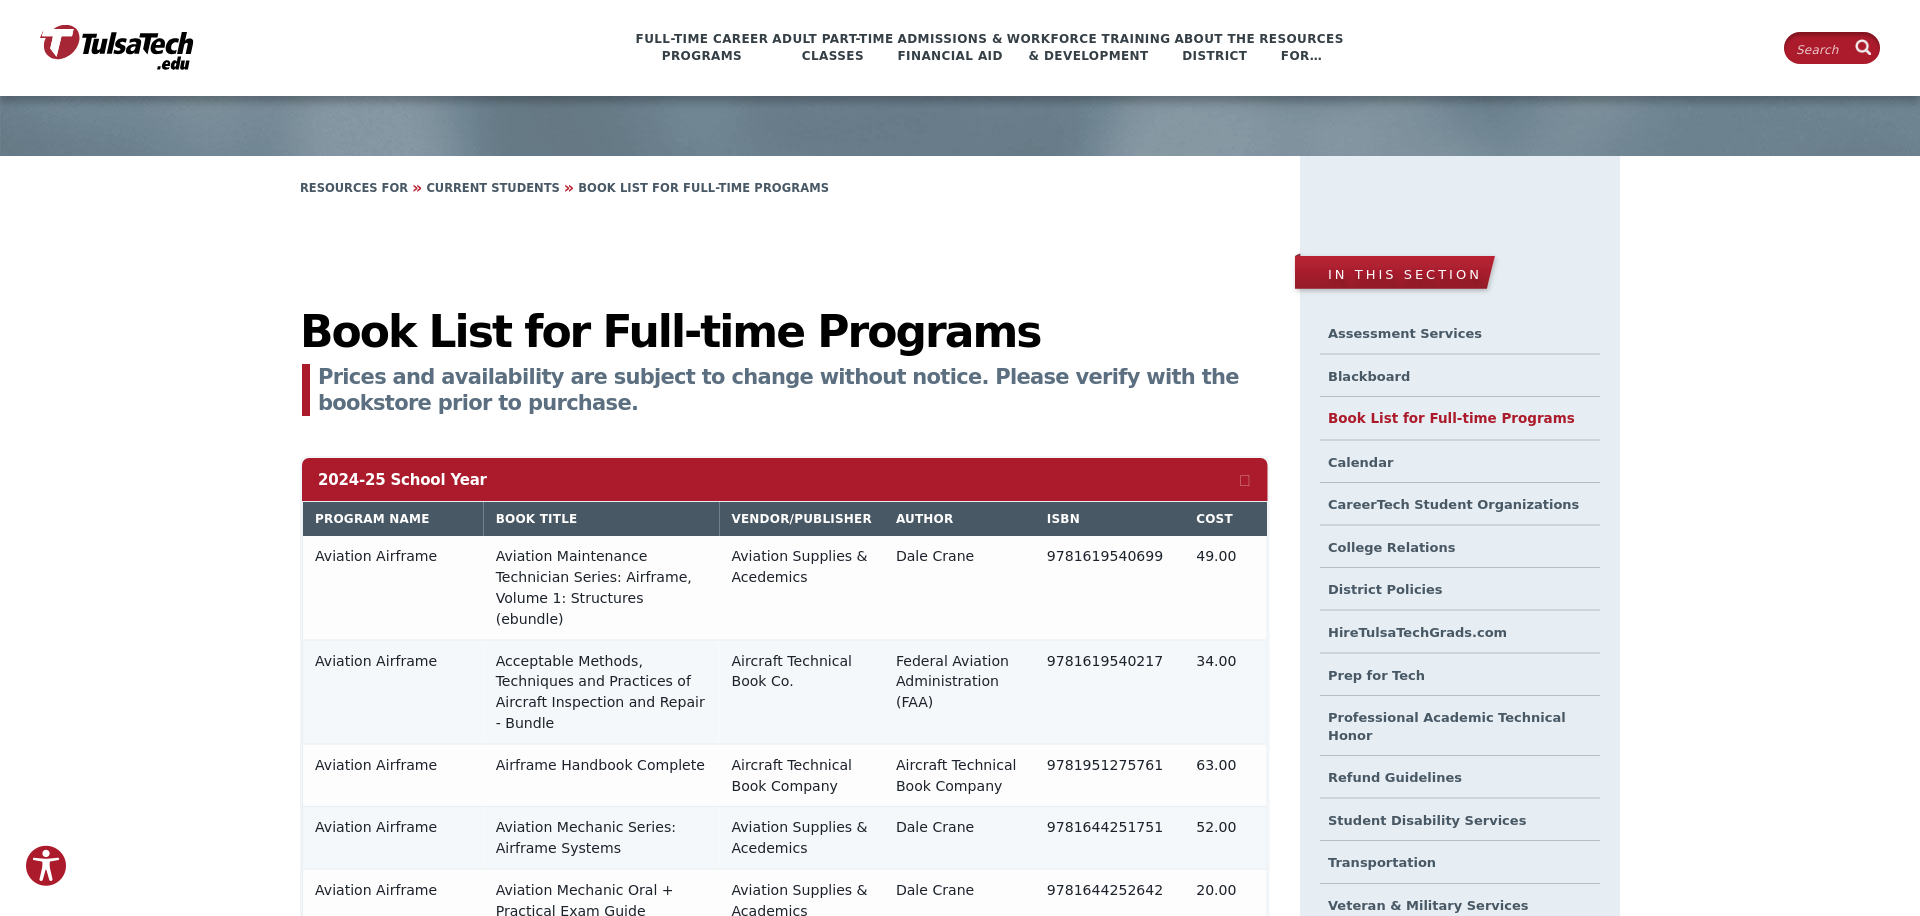 TulsaTech
.edu
FULL-TIME CAREER PROGRAMS
ADULT PART-TIME CLASSES
ADMISSIONS & FINANCIAL AID
WORKFORCE TRAINING & DEVELOPMENT
ABOUT THE DISTRICT
RESOURCES FOR…
Search
RESOURCES FOR » CURRENT STUDENTS » BOOK LIST FOR FULL-TIME PROGRAMS
Book List for Full-time Programs
Prices and availability are subject to change without notice. Please verify with the
bookstore prior to purchase.
2024-25 School Year
PROGRAM NAME BOOK TITLE VENDOR/PUBLISHER AUTHOR ISBN COST
Aviation Airframe Aviation Maintenance Aviation Supplies & Dale Crane 9781619540699 49.00
Technician Series: Airframe, Acedemics
Volume 1: Structures
(ebundle)
Aviation Airframe Acceptable Methods, Aircraft Technical Federal Aviation 9781619540217 34.00
Techniques and Practices of Book Co. Administration
Aircraft Inspection and Repair (FAA)
- Bundle
Aviation Airframe Airframe Handbook Complete Aircraft Technical Aircraft Technical 9781951275761 63.00
Book Company Book Company
Aviation Airframe Aviation Mechanic Series: Aviation Supplies & Dale Crane 9781644251751 52.00
Airframe Systems Acedemics
Aviation Airframe Aviation Mechanic Oral + Aviation Supplies & Dale Crane 9781644252642 20.00
Practical Exam Guide Academics
IN THIS SECTION
Assessment Services
Blackboard
Book List for Full-time Programs
Calendar
CareerTech Student Organizations
College Relations
District Policies
HireTulsaTechGrads.com
Prep for Tech
Professional Academic Technical
Honor
Refund Guidelines
Student Disability Services
Transportation
Veteran & Military Services